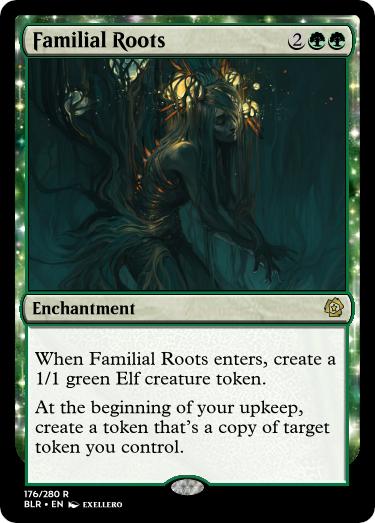 Familial Roots 2
Enchantment
When Familial Roots enters, create a
1/1 green Elf creature token.
At the beginning of your upkeep,
create a token that's a copy of target
token you control.
176/280 R
BLR • EN EXELLERO